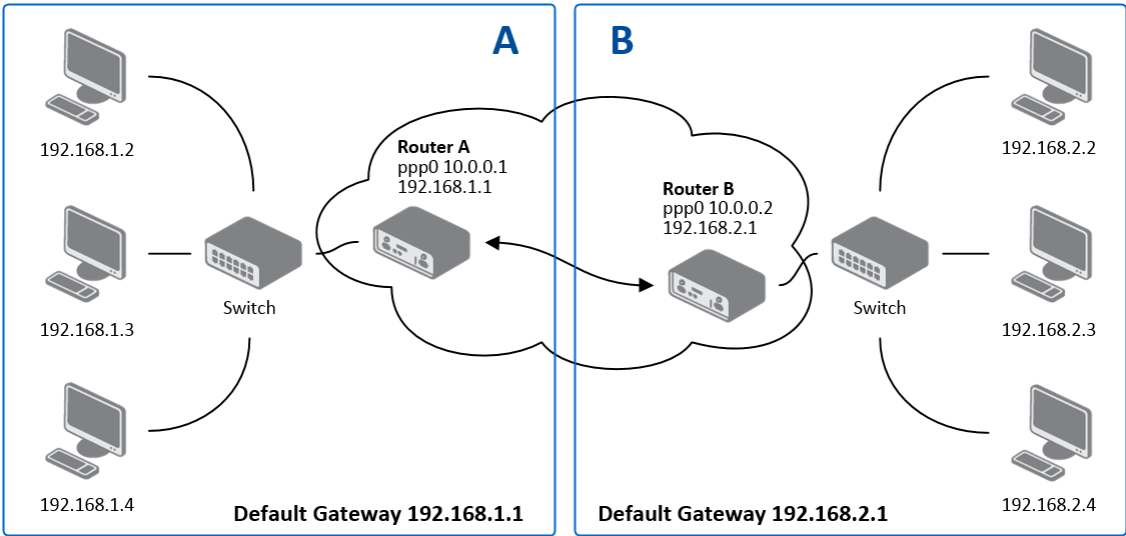 A
192.168.1.2
192.168.1.3
192.168.1.4
Switch
Router A
ppp0 10.0.0.1
192.168.1.1
Default Gateway 192.168.1.1
B
Router B
ppp0 10.0.0.2
192.168.2.1
Switch
192.168.2.2
192.168.2.3
192.168.2.4
Default Gateway 192.168.2.1